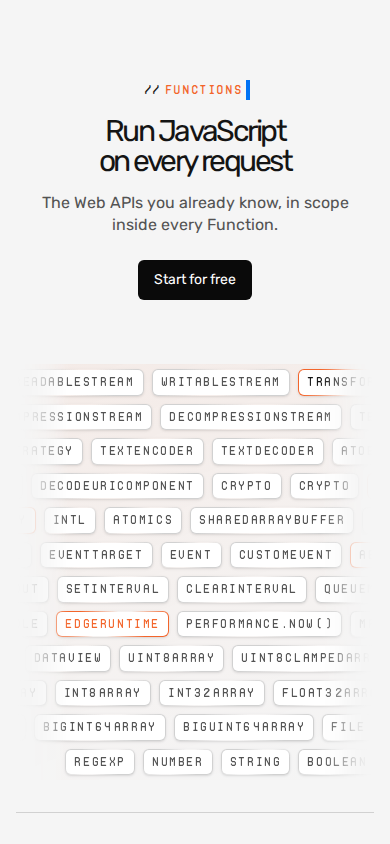 // FUNCTIONS
Run JavaScript
on every request
The Web APIs you already know, in scope
inside every Function.
Start for free
WRITABLESTREAM
DECOMPRESSIONSTREAM
TEXTENCODER TEXTDECODER
DECODEURICOMPONENT CRYPTO CRYPTO
INTL ATOMICS SHAREDARRAYBUFFER
EVENTTARGET EVENT CUSTOMEVENT
SETINTERVAL CLEARINTERVAL
EDGERUNTIME PERFORMANCE.NOW()
DATAVIEW UINT8ARRAY
INT8ARRAY INT32ARRAY
BIGINT64ARRAY BIGUINT64ARRAY FILE
REGEXP NUMBER STRING BOOLEAN